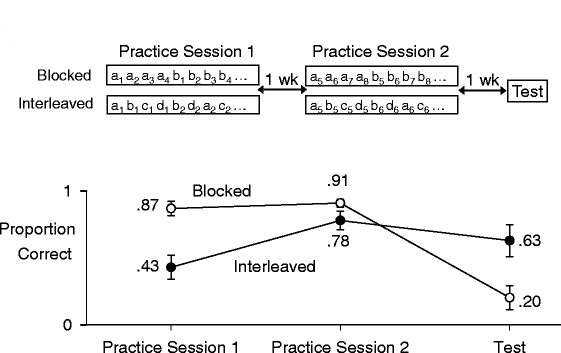 Practice Session 1 Practice Session 2
Blocked a₁ a₂ a₃ a₄ b₁ b₂ b₃ b₄ ... 1 wk a₅ a₆ a₇ a₈ b₅ b₆ b₇ b₈ ... 1 wk Test
Interleaved a₁ b₁ c₁ d₁ b₂ d₂ a₂ c₂ ... a₅ b₅ c₅ d₅ b₆ d₆ a₆ c₆ ...
1
Blocked
.87
.91
Proportion
Correct
.78
.63
.43
Interleaved
.20
0
Practice Session 1 Practice Session 2 Test